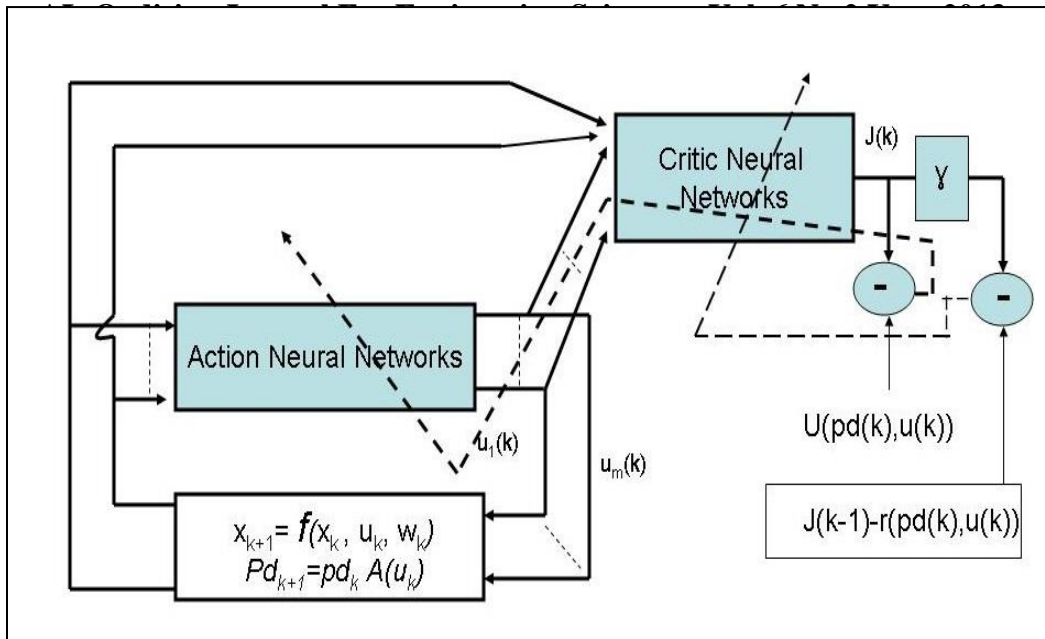 J(k)
Critic Neural
Networks
ɣ
-
-
Action Neural Networks
u₁(k)
uₘ(k)
U(pd(k),u(k))
J(k-1)-r(pd(k),u(k))
xₖ₊₁= f(xₖ, uₖ, wₖ)
Pdₖ₊₁=pdₖ A(uₖ)